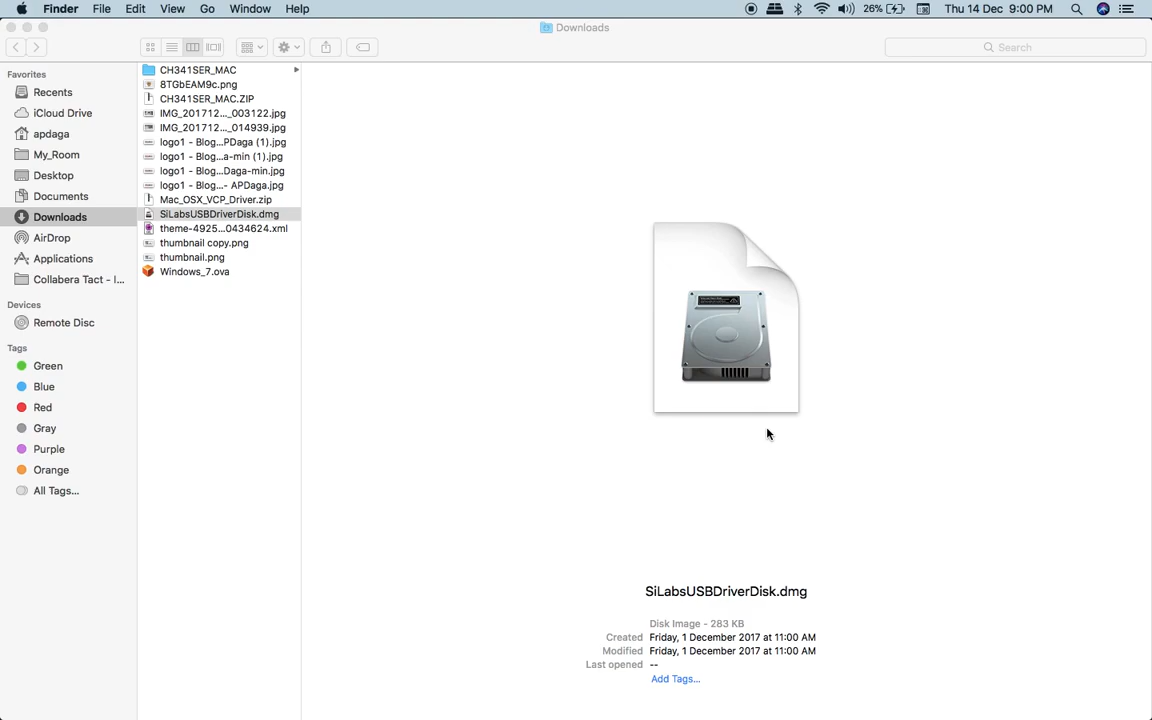 Finder File Edit View Go Window Help 26% Thu 14 Dec 9:00 PM
Downloads
Search
Favorites
Recents
iCloud Drive
apdaga
My_Room
Desktop
Documents
Downloads
AirDrop
Applications
Collabera Tact - I...
Devices
Remote Disc
Tags
Green
Blue
Red
Gray
Purple
Orange
All Tags...
CH341SER_MAC
8TGbEAM9c.png
CH341SER_MAC.ZIP
IMG_201712..._003122.jpg
IMG_201712..._014939.jpg
logo1 - Blog...PDaga (1).jpg
logo1 - Blog...a-min (1).jpg
logo1 - Blog...Daga-min.jpg
logo1 - Blog...- APDaga.jpg
Mac_OSX_VCP_Driver.zip
SiLabsUSBDriverDisk.dmg
theme-4925...0434624.xml
thumbnail copy.png
thumbnail.png
Windows_7.ova
SiLabsUSBDriverDisk.dmg
Disk Image - 283 KB
Created Friday, 1 December 2017 at 11:00 AM
Modified Friday, 1 December 2017 at 11:00 AM
Last opened --
Add Tags...